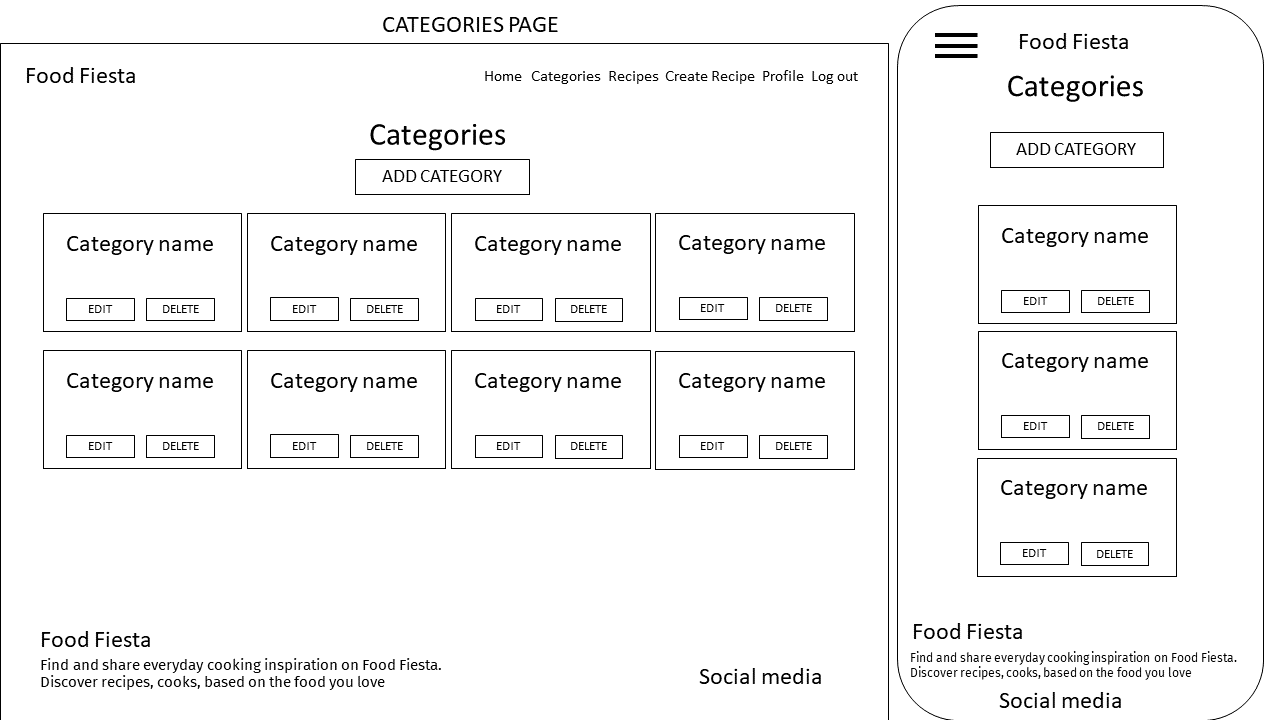 CATEGORIES PAGE
Food Fiesta
Home Categories Recipes Create Recipe Profile Log out
Categories
ADD CATEGORY
Category name Category name Category name Category name
EDIT DELETE EDIT DELETE EDIT DELETE EDIT DELETE
Category name Category name Category name Category name
EDIT DELETE EDIT DELETE EDIT DELETE EDIT DELETE
Food Fiesta
Find and share everyday cooking inspiration on Food Fiesta.
Discover recipes, cooks, based on the food you love
Social media
Food Fiesta
Categories
ADD CATEGORY
Category name
EDIT DELETE
Category name
EDIT DELETE
Category name
EDIT DELETE
Food Fiesta
Find and share everyday cooking inspiration on Food Fiesta.
Discover recipes, cooks, based on the food you love
Social media